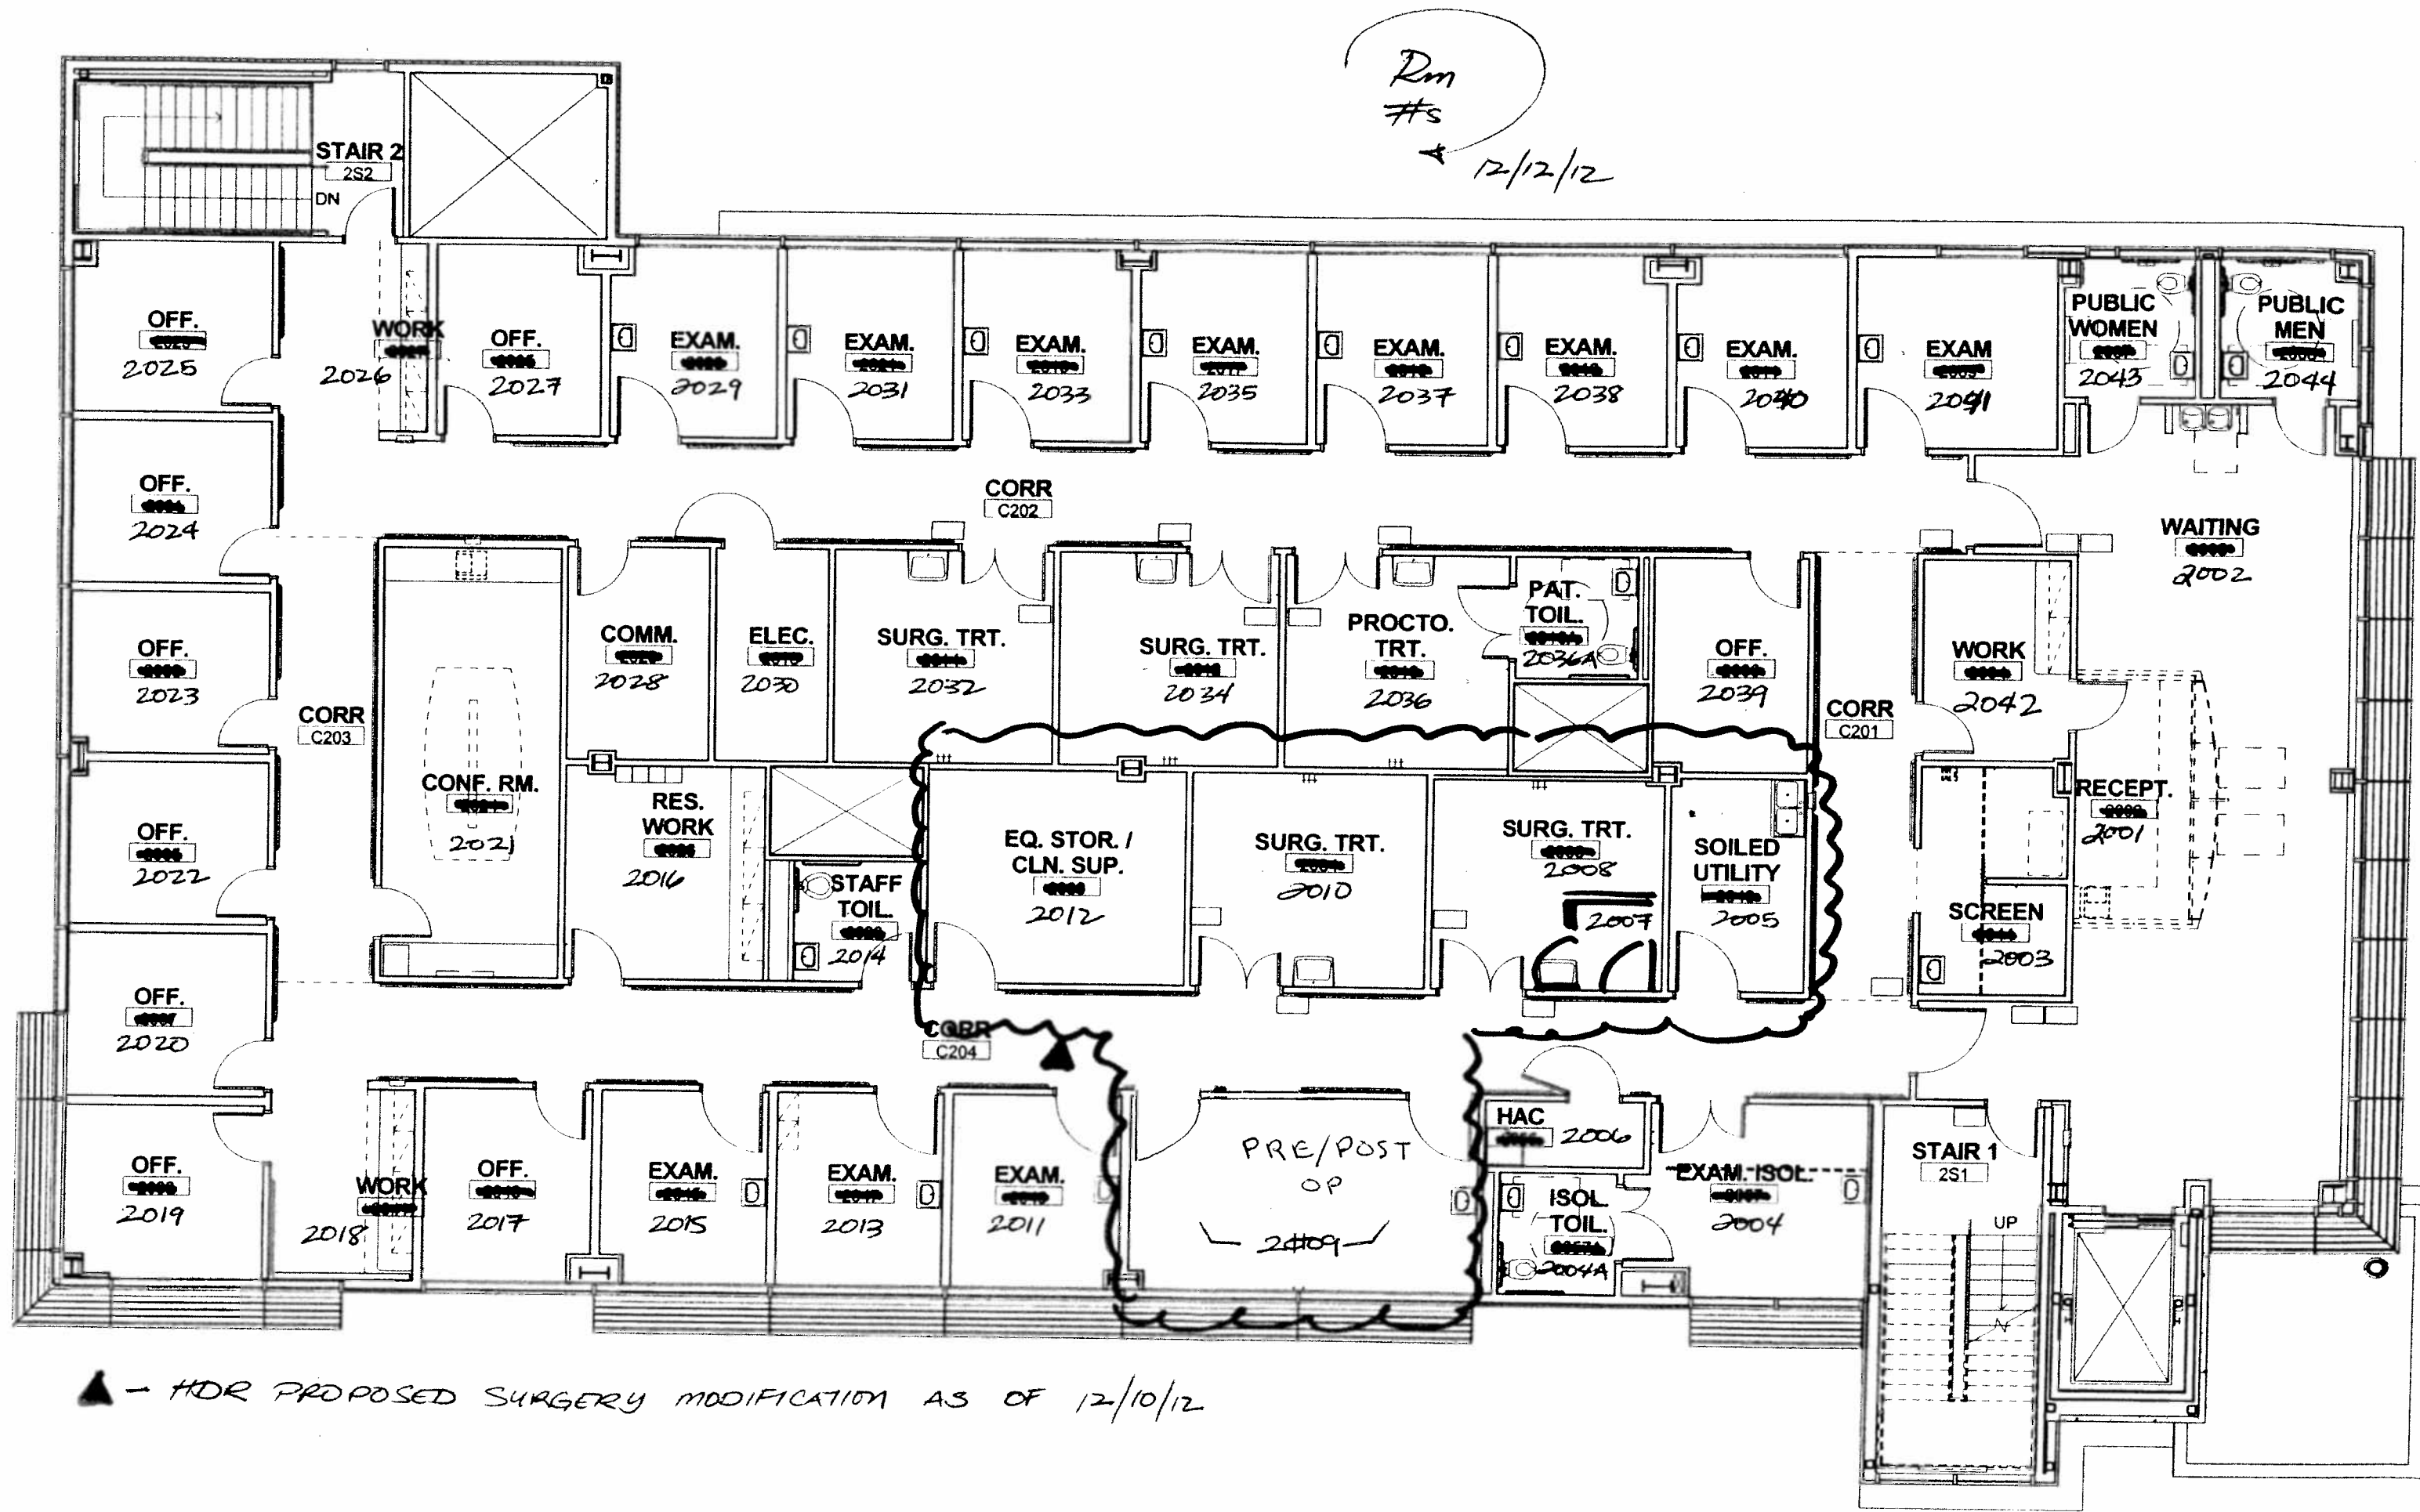 Rm
#s
12/12/12
STAIR 2
2S2
DN
OFF.
2025
WORK
2026
OFF.
2027
EXAM.
2029
EXAM.
2031
EXAM.
2033
EXAM.
2035
EXAM.
2037
EXAM.
2038
EXAM.
2040
EXAM
2041
PUBLIC
WOMEN
2043
PUBLIC
MEN
2044
OFF.
2024
CORR
C202
WAITING
2002
OFF.
2023
CORR
C203
COMM.
2028
ELEC.
2030
SURG. TRT.
2032
SURG. TRT.
2034
PROCTO.
TRT.
2036
PAT.
TOIL.
2036A
OFF.
2039
CORR
C201
WORK
2042
OFF.
2022
CONF. RM.
2021
RES.
WORK
2016
STAFF
TOIL.
2014
EQ. STOR. /
CLN. SUP.
2012
SURG. TRT.
2010
SURG. TRT.
2008
2007
SOILED
UTILITY
2005
RECEPT.
2001
SCREEN
2003
OFF.
2020
CORR
C204
OFF.
2019
WORK
2018
OFF.
2017
EXAM.
2015
EXAM.
2013
EXAM.
2011
PRE/POST
OP
2009
HAC
2006
ISOL.
TOIL.
2004A
EXAM. ISOL.
2004
STAIR 1
2S1
UP
- HDR PROPOSED SURGERY MODIFICATION AS OF 12/10/12